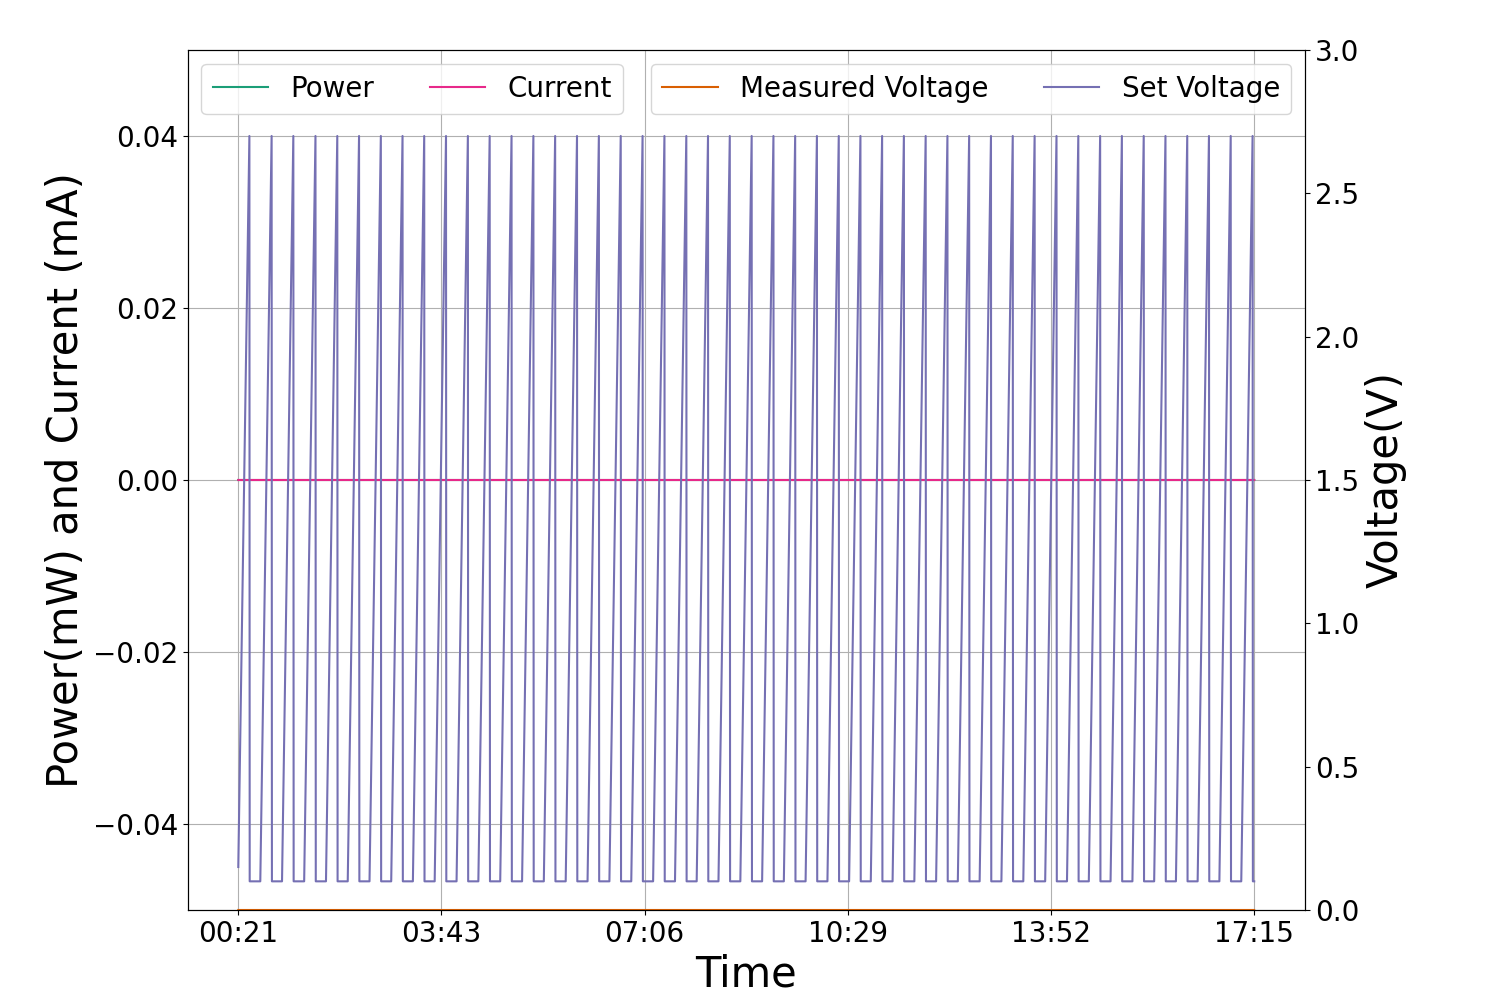 Power
Current
Measured Voltage
Set Voltage
Power(mW) and Current (mA)
0.04
0.02
0.00
−0.02
−0.04
3.0
2.5
2.0
1.5
1.0
0.5
0.0
Voltage(V)
00:21
03:43
07:06
10:29
13:52
17:15
Time